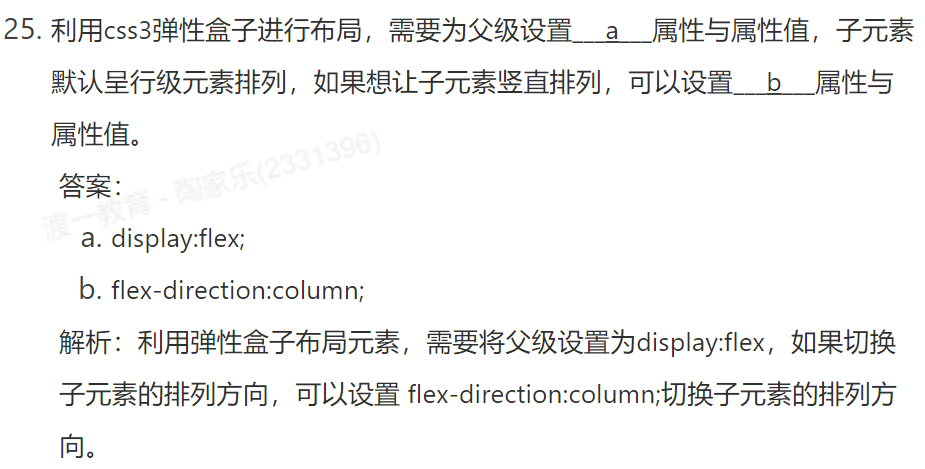 25. 利用css3弹性盒子进行布局，需要为父级设置___a___属性与属性值，子元素
默认呈行级元素排列，如果想让子元素竖直排列，可以设置___b___属性与
属性值。
答案：
渡一教育 - 陶家乐(2331396)
a. display:flex;
b. flex-direction:column;
解析：利用弹性盒子布局元素，需要将父级设置为display:flex，如果切换
子元素的排列方向，可以设置 flex-direction:column;切换子元素的排列方
向。